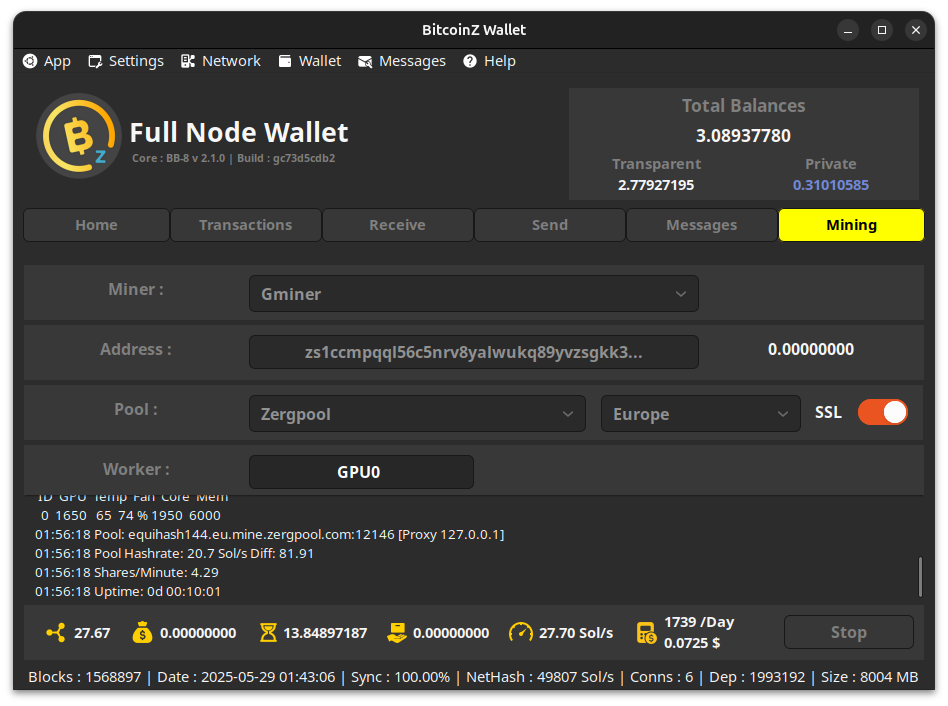 BitcoinZ Wallet
App Settings Network Wallet Messages Help
Full Node Wallet
Core : BB-8 v 2.1.0 | Build : gc73d5cdb2
Total Balances
3.08937780
Transparent Private
2.77927195 0.31010585
Home Transactions Receive Send Messages Mining
Miner : Gminer
Address : zs1ccmpqql56c5nrv8yalwukq89yvzsgkk3... 0.00000000
Pool : Zergpool Europe SSL
Worker : GPU0
ID GPU Temp Fan Core Mem
0 1650 65 74 % 1950 6000
01:56:18 Pool: equihash144.eu.mine.zergpool.com:12146 [Proxy 127.0.0.1]
01:56:18 Pool Hashrate: 20.7 Sol/s Diff: 81.91
01:56:18 Shares/Minute: 4.29
01:56:18 Uptime: 0d 00:10:01
27.67 0.00000000 13.84897187 0.00000000 27.70 Sol/s 1739 /Day
0.0725 $
Stop
Blocks : 1568897 | Date : 2025-05-29 01:43:06 | Sync : 100.00% | NetHash : 49807 Sol/s | Conns : 6 | Dep : 1993192 | Size : 8004 MB